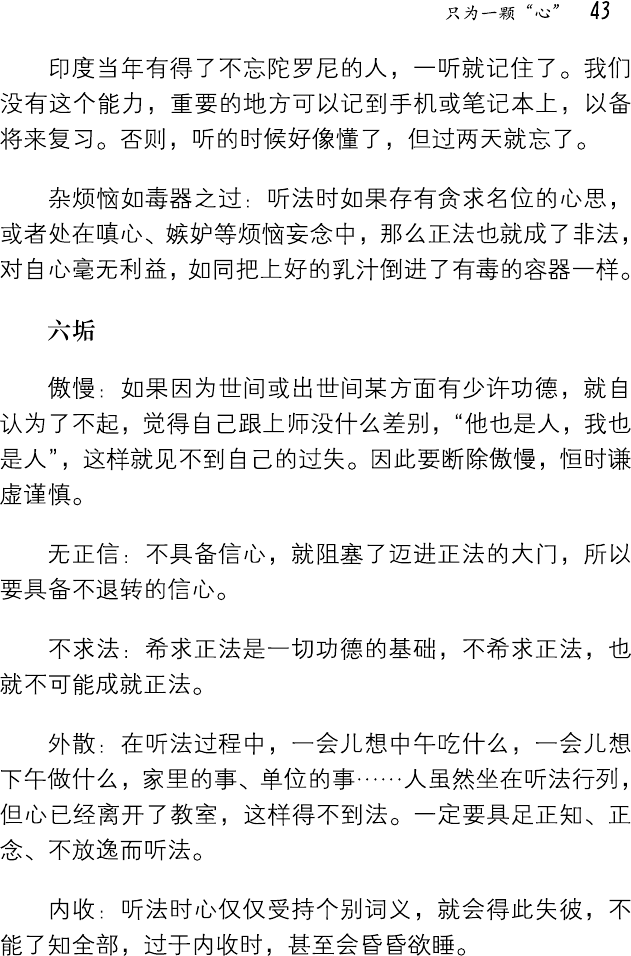 只为一颗“心” 43
印度当年有得了不忘陀罗尼的人，一听就记住了。我们
没有这个能力，重要的地方可以记到手机或笔记本上，以备
将来复习。否则，听的时候好像懂了，但过两天就忘了。
杂烦恼如毒器之过：听法时如果存有贪求名位的心思，
或者处在嗔心、嫉妒等烦恼妄念中，那么正法也就成了非法，
对自心毫无利益，如同把上好的乳汁倒进了有毒的容器一样。
六垢
傲慢：如果因为世间或出世间某方面有少许功德，就自
认为了不起，觉得自己跟上师没什么差别，“他也是人，我也
是人”，这样就见不到自己的过失。因此要断除傲慢，恒时谦
虚谨慎。
无正信：不具备信心，就阻塞了迈进正法的大门，所以
要具备不退转的信心。
不求法：希求正法是一切功德的基础，不希求正法，也
就不可能成就正法。
外散：在听法过程中，一会儿想中午吃什么，一会儿想
下午做什么，家里的事、单位的事……人虽然坐在听法行列，
但心已经离开了教室，这样得不到法。一定要具足正知、正
念、不放逸而听法。
内收：听法时心仅仅受持个别词义，就会得此失彼，不
能了知全部，过于内收时，甚至会昏昏欲睡。